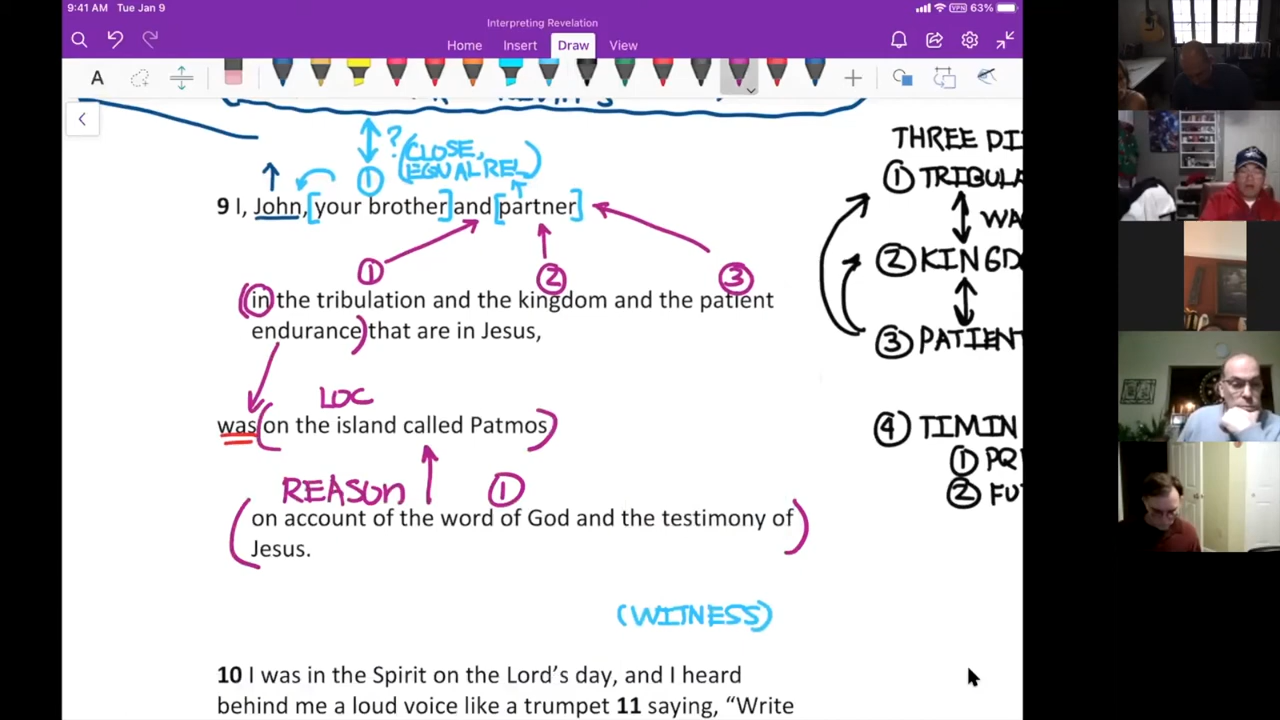 9:41 AM Tue Jan 9
VPN 63%
Interpreting Revelation
Home Insert Draw View
A
? (CLOSE,
EQUAL REL)
1
9 I, John, [your brother] and [partner]
1 2 3
(in the tribulation and the kingdom and the patient
endurance) that are in Jesus,
LOC
was (on the island called Patmos)
REASON 1
(on account of the word of God and the testimony of
Jesus.)
(WITNESS)
10 I was in the Spirit on the Lord's day, and I heard
behind me a loud voice like a trumpet 11 saying, “Write
THREE DI
1 TRIBULA
WA
2 KINGD
3 PATIENT
4 TIMIN
1 PR
2 FU